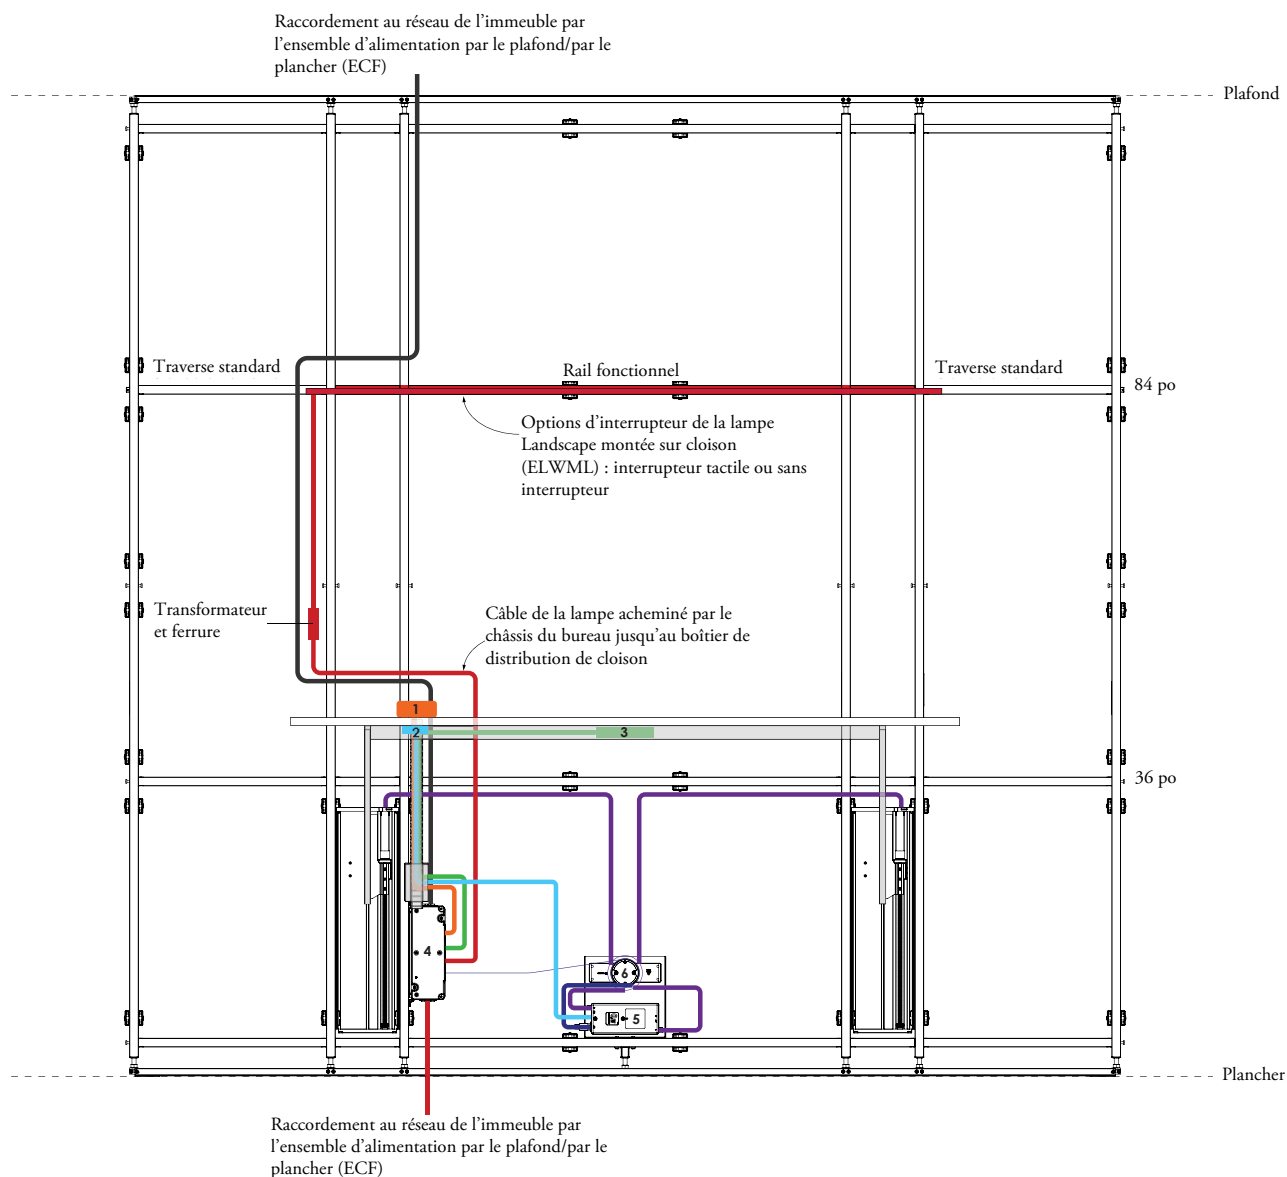 Raccordement au réseau de l'immeuble par
l'ensemble d'alimentation par le plafond/par le
plancher (ECF)
Plafond
Traverse standard
Rail fonctionnel
Traverse standard
84 po
Options d'interrupteur de la lampe
Landscape montée sur cloison
(ELWML) : interrupteur tactile ou sans
interrupteur
Transformateur
et ferrure
Câble de la lampe acheminé par le
châssis du bureau jusqu'au boîtier de
distribution de cloison
1
2
3
36 po
4
6
5
Plancher
Raccordement au réseau de l'immeuble par
l'ensemble d'alimentation par le plafond/par le
plancher (ECF)